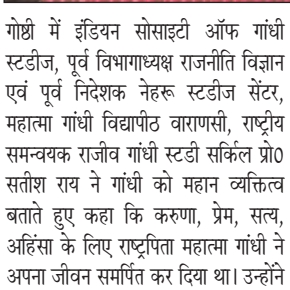 गोष्ठी में इंडियन सोसाइटी ऑफ गांधी
स्टडीज, पूर्व विभागाध्यक्ष राजनीति विज्ञान
एवं पूर्व निदेशक नेहरू स्टडीज सेंटर,
महात्मा गांधी विद्यापीठ वाराणसी, राष्ट्रीय
समन्वयक राजीव गांधी स्टडी सर्किल प्रो0
सतीश राय ने गांधी को महान व्यक्तित्व
बताते हुए कहा कि करुणा, प्रेम, सत्य,
अहिंसा के लिए राष्ट्रपिता महात्मा गांधी ने
अपना जीवन समर्पित कर दिया था। उन्होंने